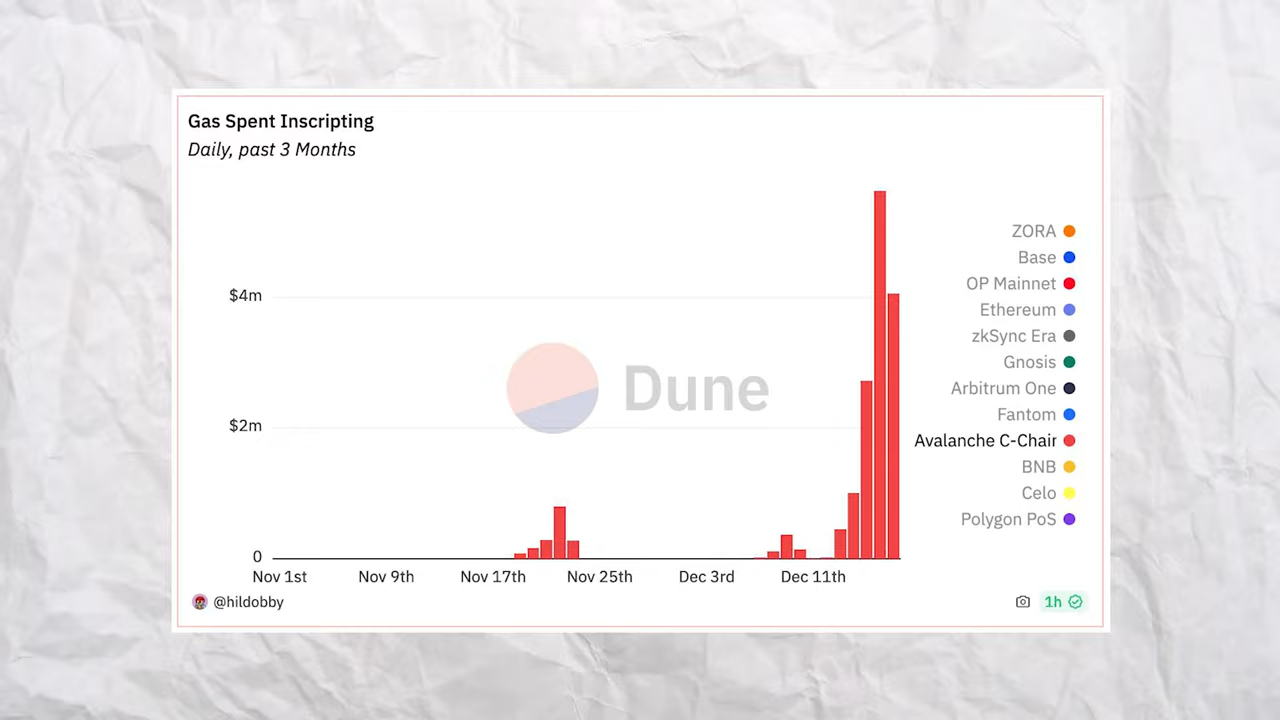 Gas Spent Inscripting
Daily, past 3 Months
ZORA
Base
OP Mainnet
Ethereum
zkSync Era
Gnosis
Arbitrum One
Fantom
Avalanche C-Chair
BNB
Celo
Polygon PoS
$4m
$2m
0
Dune
Nov 1st Nov 9th Nov 17th Nov 25th Dec 3rd Dec 11th
@hildobby 1h